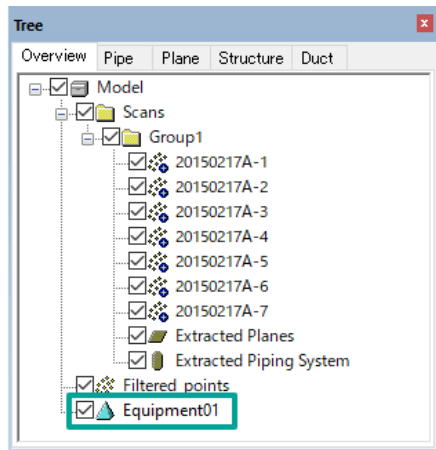 Tree
Overview Pipe Plane Structure Duct
Model
Scans
Group1
20150217A-1
20150217A-2
20150217A-3
20150217A-4
20150217A-5
20150217A-6
20150217A-7
Extracted Planes
Extracted Piping System
Filtered points
Equipment01